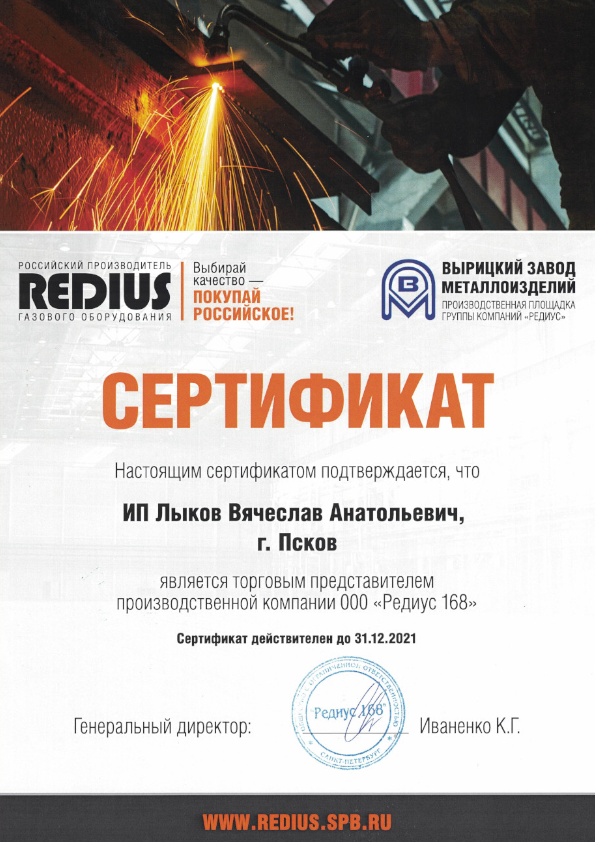 РОССИЙСКИЙ ПРОИЗВОДИТЕЛЬ
REDIUS
ГАЗОВОГО ОБОРУДОВАНИЯ
Выбирай
качество —
ПОКУПАЙ
РОССИЙСКОЕ!
В
ВЫРИЦКИЙ ЗАВОД
МЕТАЛЛОИЗДЕЛИЙ
ПРОИЗВОДСТВЕННАЯ ПЛОЩАДКА
ГРУППЫ КОМПАНИЙ «РЕДИУС»
СЕРТИФИКАТ
Настоящим сертификатом подтверждается, что
ИП Лыков Вячеслав Анатольевич,
г. Псков
является торговым представителем
производственной компании ООО «Редиус 168»
Сертификат действителен до 31.12.2021
ОГРАНИЧЕННОЙ ОТВЕТСТВЕННОСТЬЮ
"Редиус 168"
САНКТ-ПЕТЕРБУРГ
Генеральный директор: Иваненко К.Г.
WWW.REDIUS.SPB.RU